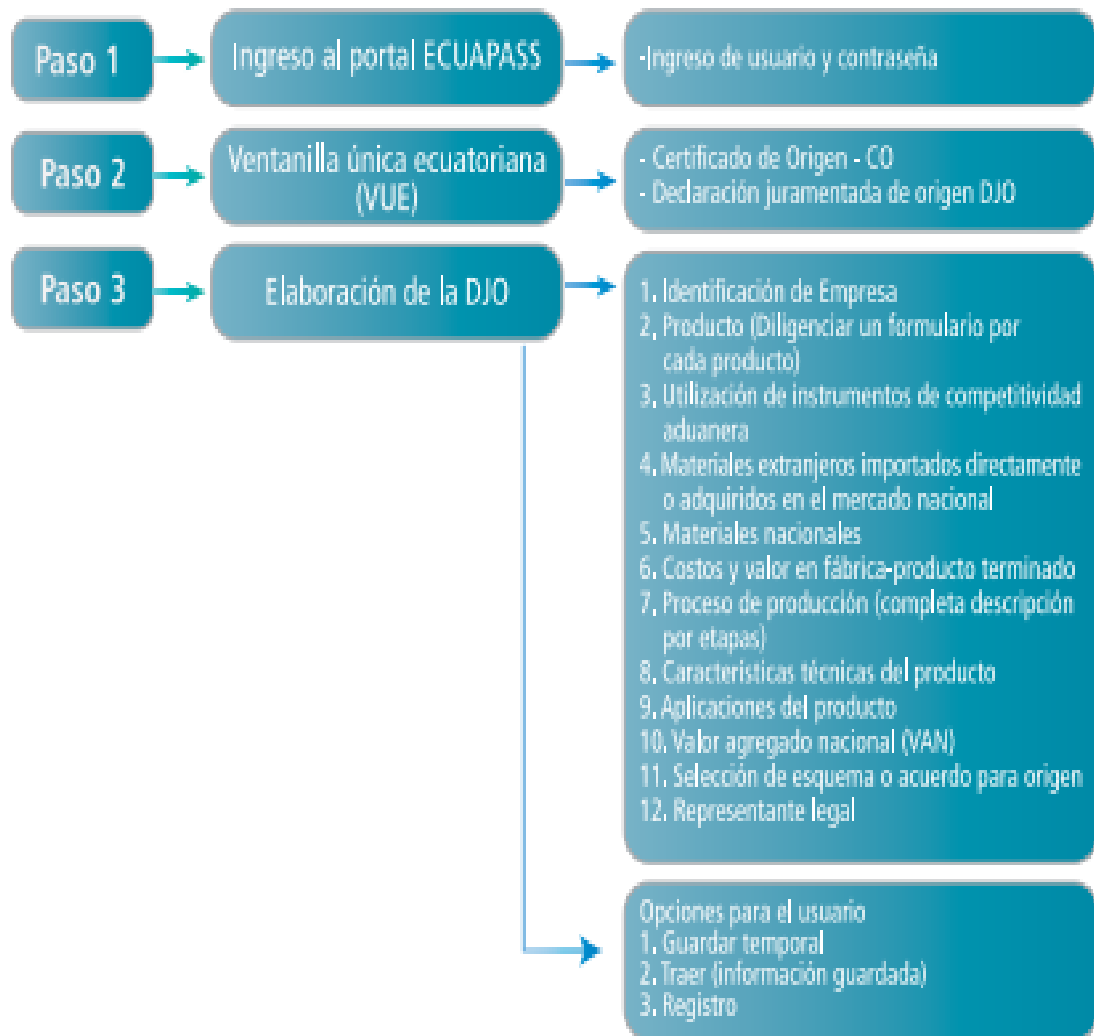 Paso 1
Ingreso al portal ECUAPASS
-Ingreso de usuario y contraseña
Paso 2
Ventanilla única ecuatoriana
(VUE)
- Certificado de Origen - CO
- Declaración juramentada de origen DJO
Paso 3
Elaboración de la DJO
1. Identificación de Empresa
2, Producto (Diligenciar un formulario por
cada producto)
3. Utilización de instrumentos de competitividad
aduanera
4. Materiales extranjeros importados directamente
o adquiridos en el mercado nacional
5. Materiales nacionales
6. Costos y valor en fábrica-producto terminado
7, Proceso de producción (completa descripción
por etapas)
8. Características técnicas del producto
9. Aplicaciones del producto
10. Valor agregado nacional (VAN)
11. Selección de esquema o acuerdo para origen
12. Representante legal
Opciones para el usuario
1. Guardar temporal
2. Traer (información guardada)
3. Registro